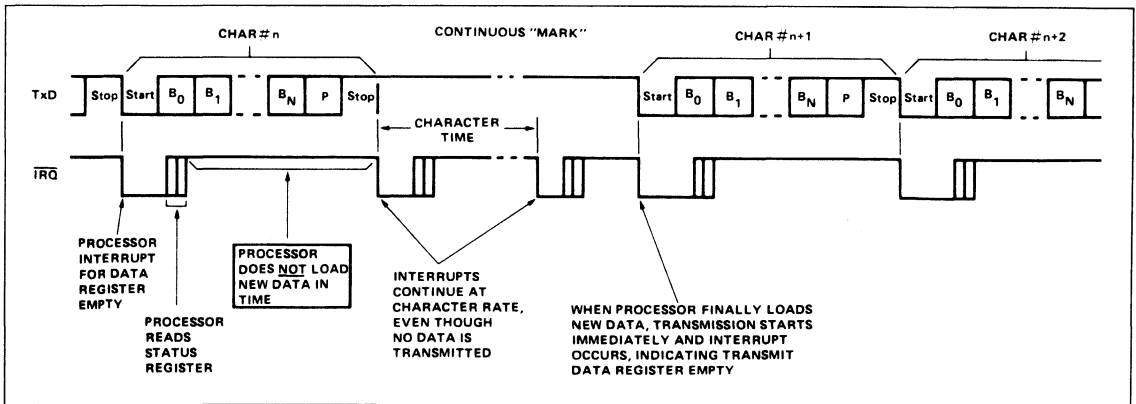 CHAR#n
CONTINUOUS "MARK"
CHAR#n+1
CHAR#n+2
TxD
Stop Start B0 B1 BN P Stop
Start B0 B1 BN P Stop Start B0 B1 BN
CHARACTER
TIME
IRQ
PROCESSOR
INTERRUPT
FOR DATA
REGISTER
EMPTY
PROCESSOR
READS
STATUS
REGISTER
PROCESSOR
DOES NOT LOAD
NEW DATA IN
TIME
INTERRUPTS
CONTINUE AT
CHARACTER RATE,
EVEN THOUGH
NO DATA IS
TRANSMITTED
WHEN PROCESSOR FINALLY LOADS
NEW DATA, TRANSMISSION STARTS
IMMEDIATELY AND INTERRUPT
OCCURS, INDICATING TRANSMIT
DATA REGISTER EMPTY